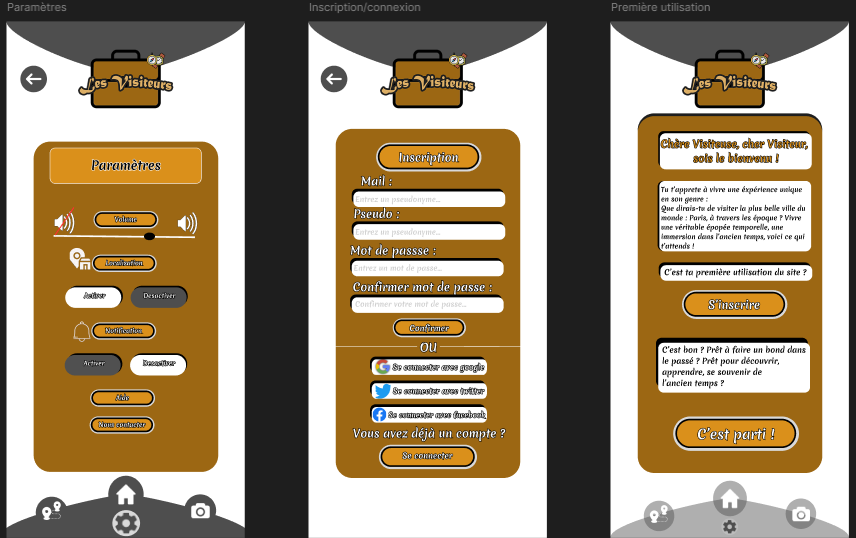 Paramètres
Les Visiteurs
Paramètres
Volume
Localisation
Activer
Desactiver
Notification
Activer
Desactiver
Aide
Nous contacter
Inscription/connexion
Les Visiteurs
Inscription
Mail :
Entrez un pseudonyme...
Pseudo :
Entrez un pseudonyme...
Mot de passse :
Entrez un mot de passe...
Confirmer mot de passe :
Confirmer votre mot de passe...
Confirmer
OU
Se connecter avec google
Se connecter avec twitter
Se connecter avec facebook
Vous avez déjà un compte ?
Se connecter
Première utilisation
Les Visiteurs
Chère Visiteuse, cher Visiteur,
sois le bienvenu !
Tu t'apprete à vivre une éxpérience unique
en son genre :
Que dirais-tu de visiter la plus belle ville du
monde : Paris, à travers les époque ? Vivre
une véritable épopée temporelle, une
immersion dans l'ancien temps, voici ce qui
t'attends !
C'est ta première utilisation du site ?
S'inscrire
C'est bon ? Prêt à faire un bond dans
le passé ? Prêt pour découvrir,
apprendre, se souvenir de
l'ancien temps ?
C'est parti !